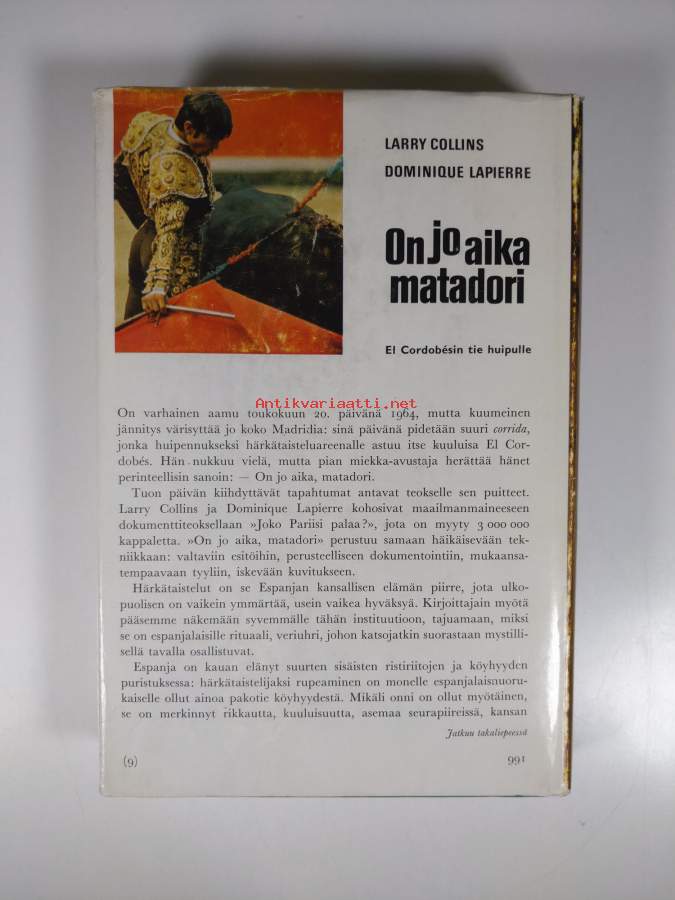 LARRY COLLINS
DOMINIQUE LAPIERRE
On jo aika
matadori
El Cordobésin tie huipulle
Antikvariaatti.net
On varhainen aamu toukokuun 20. päivänä 1964, mutta kuumeinen
jännitys värisyttää jo koko Madridia: sinä päivänä pidetään suuri corrida,
jonka huipennukseksi härkätaisteluareenalle astuu itse kuuluisa El Cor-
dobés. Hän nukkuu vielä, mutta pian miekka-avustaja herättää hänet
perinteellisin sanoin: — On jo aika, matadori.
Tuon päivän kiihdyttävät tapahtumat antavat teokselle sen puitteet.
Larry Collins ja Dominique Lapierre kohosivat maailmanmaineeseen
dokumenttiteoksellaan »Joko Pariisi palaa?», jota on myyty 3 000 000
kappaletta. »On jo aika, matadori» perustuu samaan häikäisevään tek-
niikkaan: valtaviin esitöihin, perusteelliseen dokumentointiin, mukaansa-
tempaavaan tyyliin, iskevään kuvitukseen.
Härkätaistelut on se Espanjan kansallisen elämän piirre, jota ulko-
puolisen on vaikein ymmärtää, usein vaikea hyväksyä. Kirjoittajain myötä
pääsemme näkemään syvemmälle tähän instituutioon, tajuamaan, miksi
se on espanjalaisille rituaali, veriuhri, johon katsojatkin suorastaan mystilli-
sellä tavalla osallistuvat.
Espanja on kauan elänyt suurten sisäisten ristiriitojen ja köyhyyden
puristuksessa: härkätaistelijaksi rupeaminen on monelle espanjalaisnuoru-
kaiselle ollut ainoa pakotie köyhyydestä. Mikäli onni on ollut myötäinen,
se on merkinnyt rikkautta, kuuluisuutta, asemaa seurapiireissä, kansan
Jatkuu takaliepeessä
(9)
991